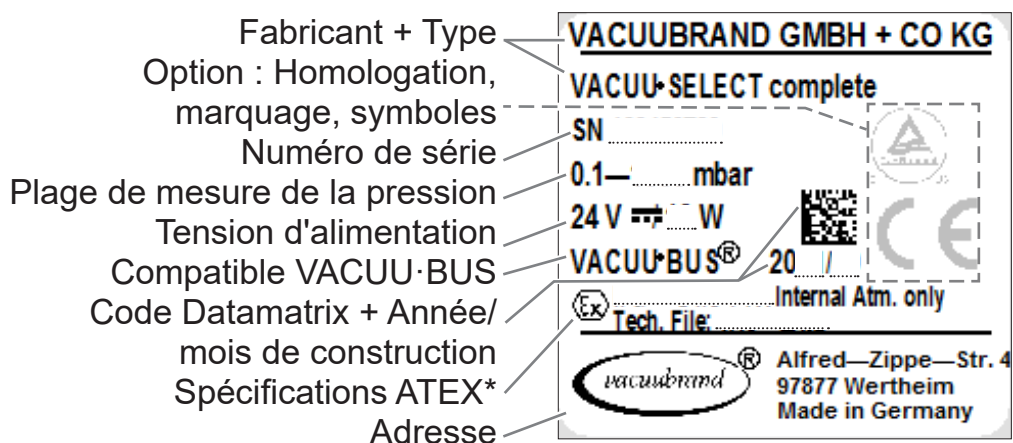 Fabricant + Type
Option : Homologation,
marquage, symboles
Numéro de série
Plage de mesure de la pression
Tension d'alimentation
Compatible VACUU·BUS
Code Datamatrix + Année/
mois de construction
Spécifications ATEX*
Adresse
VACUUBRAND GMBH + CO KG
VACUU·SELECT complete
SN
0.1— mbar
24 V W
VACUU·BUS® 20 /
Ex Internal Atm. only
Tech. File:
vacuubrand ®
Alfred—Zippe—Str. 4
97877 Wertheim
Made in Germany
CE